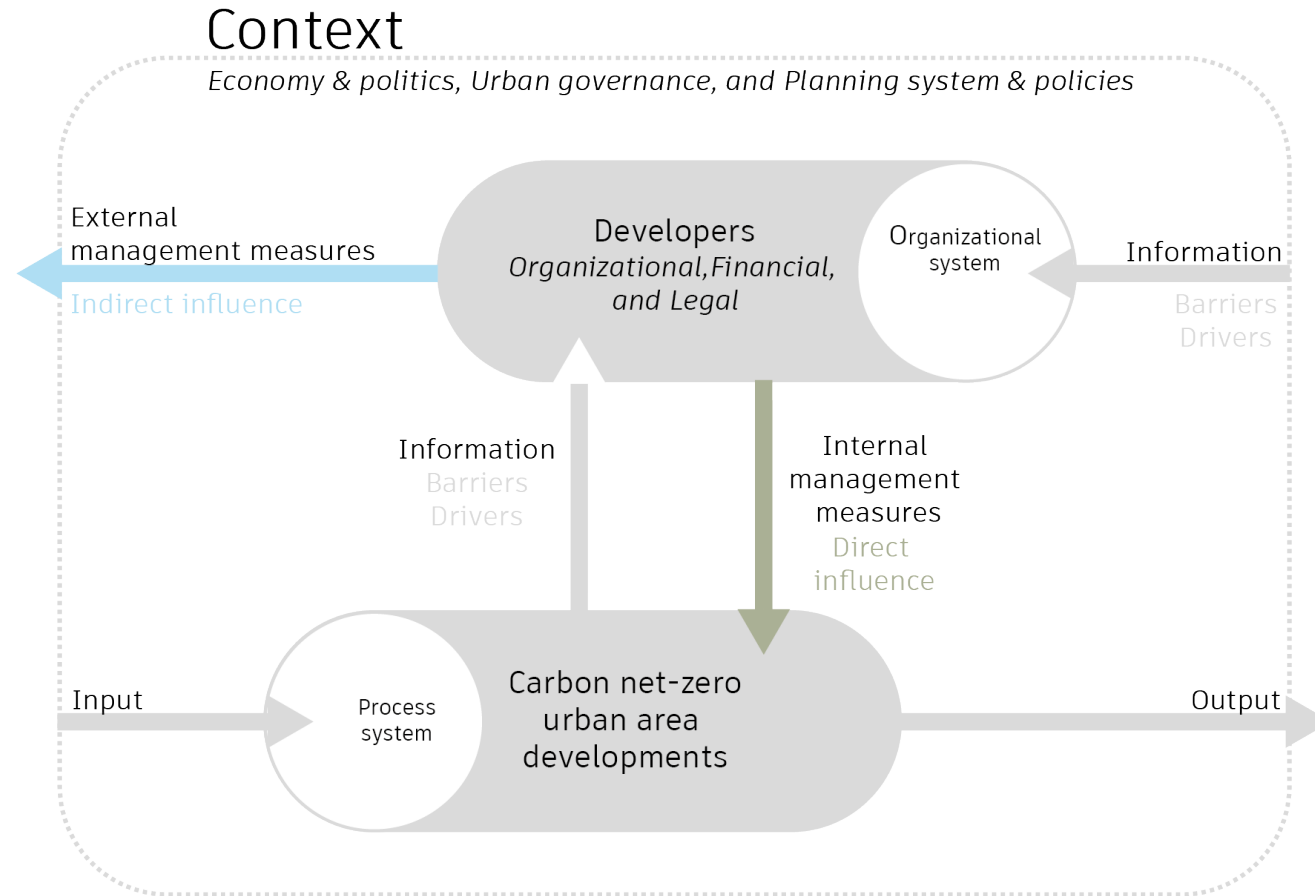 Context
Economy & politics, Urban governance, and Planning system & policies
External
management measures
Indirect influence
Developers
Organizational,Financial,
and Legal
Organizational
system
Information
Barriers
Drivers
Information
Barriers
Drivers
Internal
management
measures
Direct
influence
Input
Process
system
Carbon net-zero
urban area
developments
Output